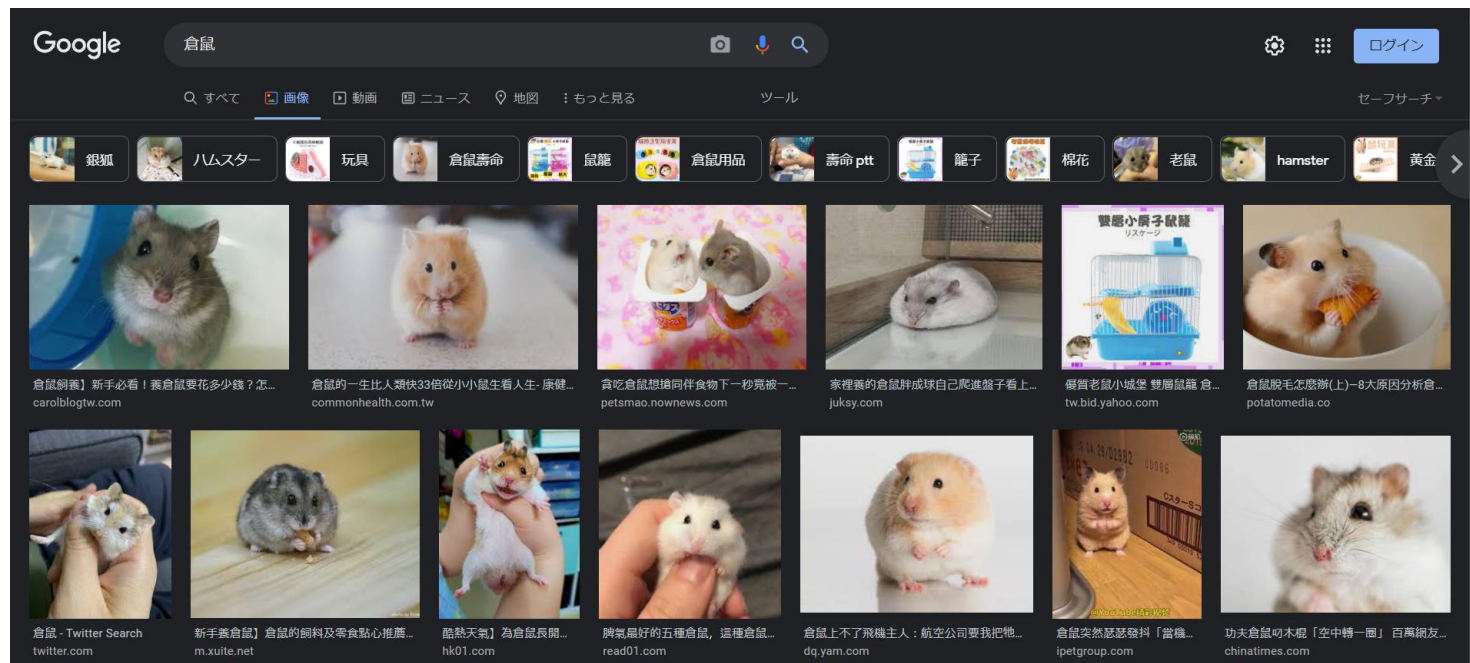 Google
倉鼠
ログイン
すべて
画像
動画
ニュース
地図
もっと見る
ツール
セーフサーチ
銀狐
ハムスター
玩具
倉鼠壽命
鼠籠
倉鼠用品
壽命 ptt
籠子
棉花
老鼠
hamster
黃金
雙層小房子鼠籠
リスケージ
倉鼠飼養】新手必看！養倉鼠要花多少錢？怎...
carolblogtw.com
倉鼠的一生比人類快33倍從小小鼠生看人生- 康健...
commonhealth.com.tw
貪吃倉鼠想搶同伴食物下一秒竟被一...
petsmao.nownews.com
家裡養的倉鼠胖成球自己爬進盤子看上...
juksy.com
優質老鼠小城堡 雙層鼠籠 倉...
tw.bid.yahoo.com
倉鼠脫毛怎麼辦(上)–8大原因分析倉...
potatomedia.co
倉鼠 - Twitter Search
twitter.com
新手養倉鼠】倉鼠的飼料及零食點心推薦...
m.xuite.net
酷熱天氣】為倉鼠長開...
hk01.com
脾氣最好的五種倉鼠，這種倉鼠...
read01.com
倉鼠上不了飛機主人：航空公司要我把牠...
dq.yam.com
倉鼠突然瑟瑟發抖「當機...
ipetgroup.com
功夫倉鼠叼木棍「空中轉一圈」 百萬網友...
chinatimes.com